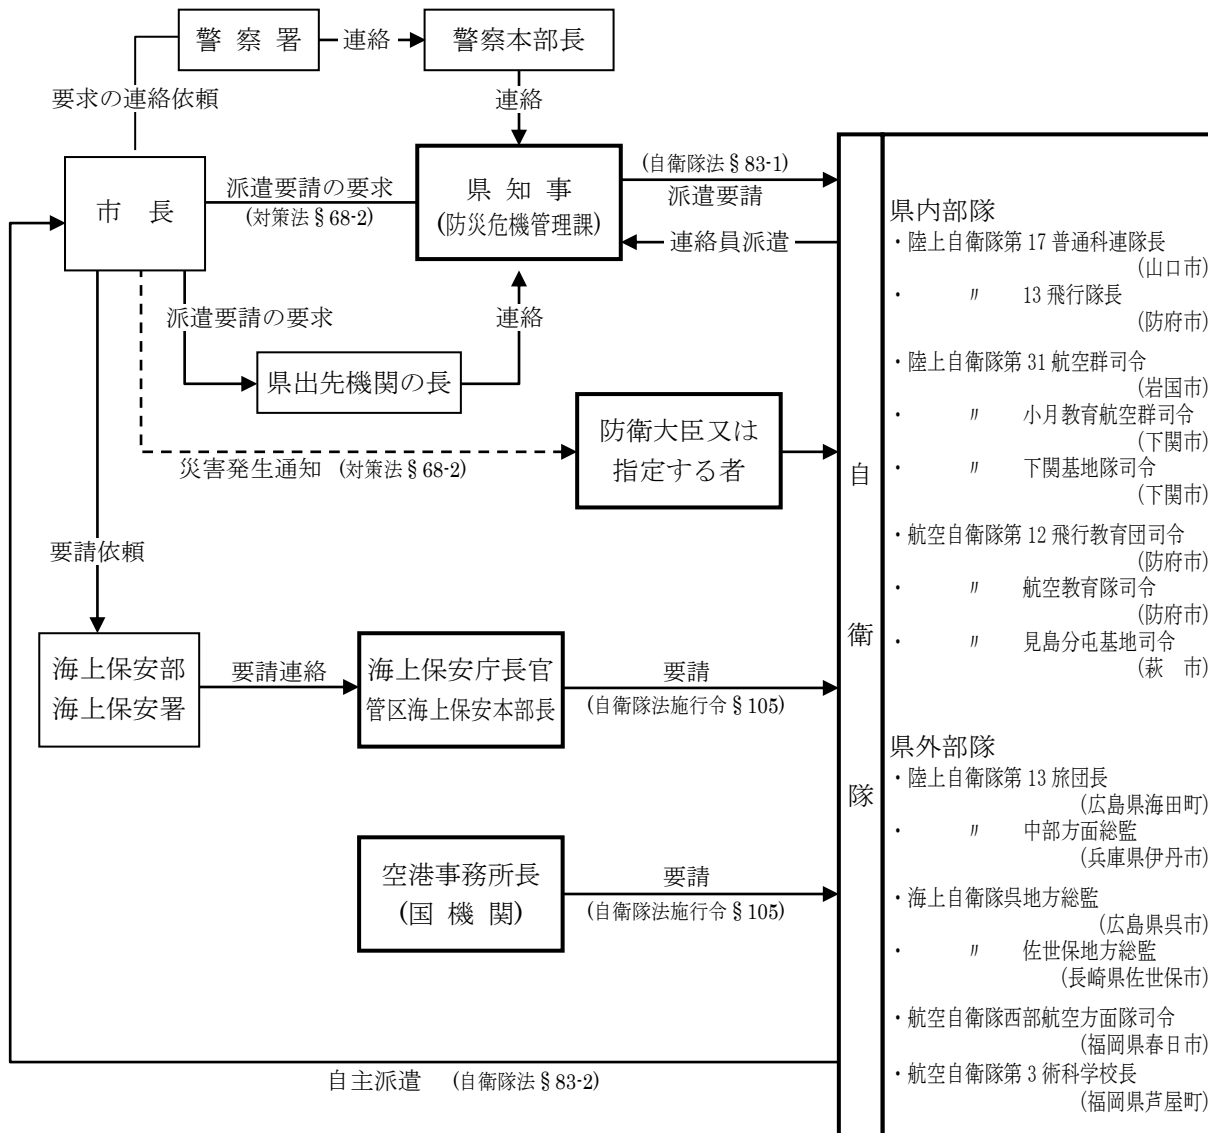 警 察 署
連絡
警察本部長
要求の連絡依頼
連絡
市 長
派遣要請の要求
(対策法§68-2)
県 知 事
(防災危機管理課)
(自衛隊法§83-1)
派遣要請
連絡員派遣
派遣要請の要求
連絡
県出先機関の長
災害発生通知 (対策法§68-2)
防衛大臣又は
指定する者
要請依頼
海上保安部
海上保安署
要請連絡
海上保安庁長官
管区海上保安本部長
要請
(自衛隊法施行令§105)
空港事務所長
(国 機 関)
要請
(自衛隊法施行令§105)
自主派遣 (自衛隊法§83-2)
自
衛
隊
県内部隊
・陸上自衛隊第 17 普通科連隊長
(山口市)
・ 〃 13 飛行隊長
(防府市)
・陸上自衛隊第 31 航空群司令
(岩国市)
・ 〃 小月教育航空群司令
(下関市)
・ 〃 下関基地隊司令
(下関市)
・航空自衛隊第 12 飛行教育団司令
(防府市)
・ 〃 航空教育隊司令
(防府市)
・ 〃 見島分屯基地司令
(萩 市)
県外部隊
・陸上自衛隊第 13 旅団長
(広島県海田町)
・ 〃 中部方面総監
(兵庫県伊丹市)
・海上自衛隊呉地方総監
(広島県呉市)
・ 〃 佐世保地方総監
(長崎県佐世保市)
・航空自衛隊西部航空方面隊司令
(福岡県春日市)
・航空自衛隊第 3 術科学校長
(福岡県芦屋町)